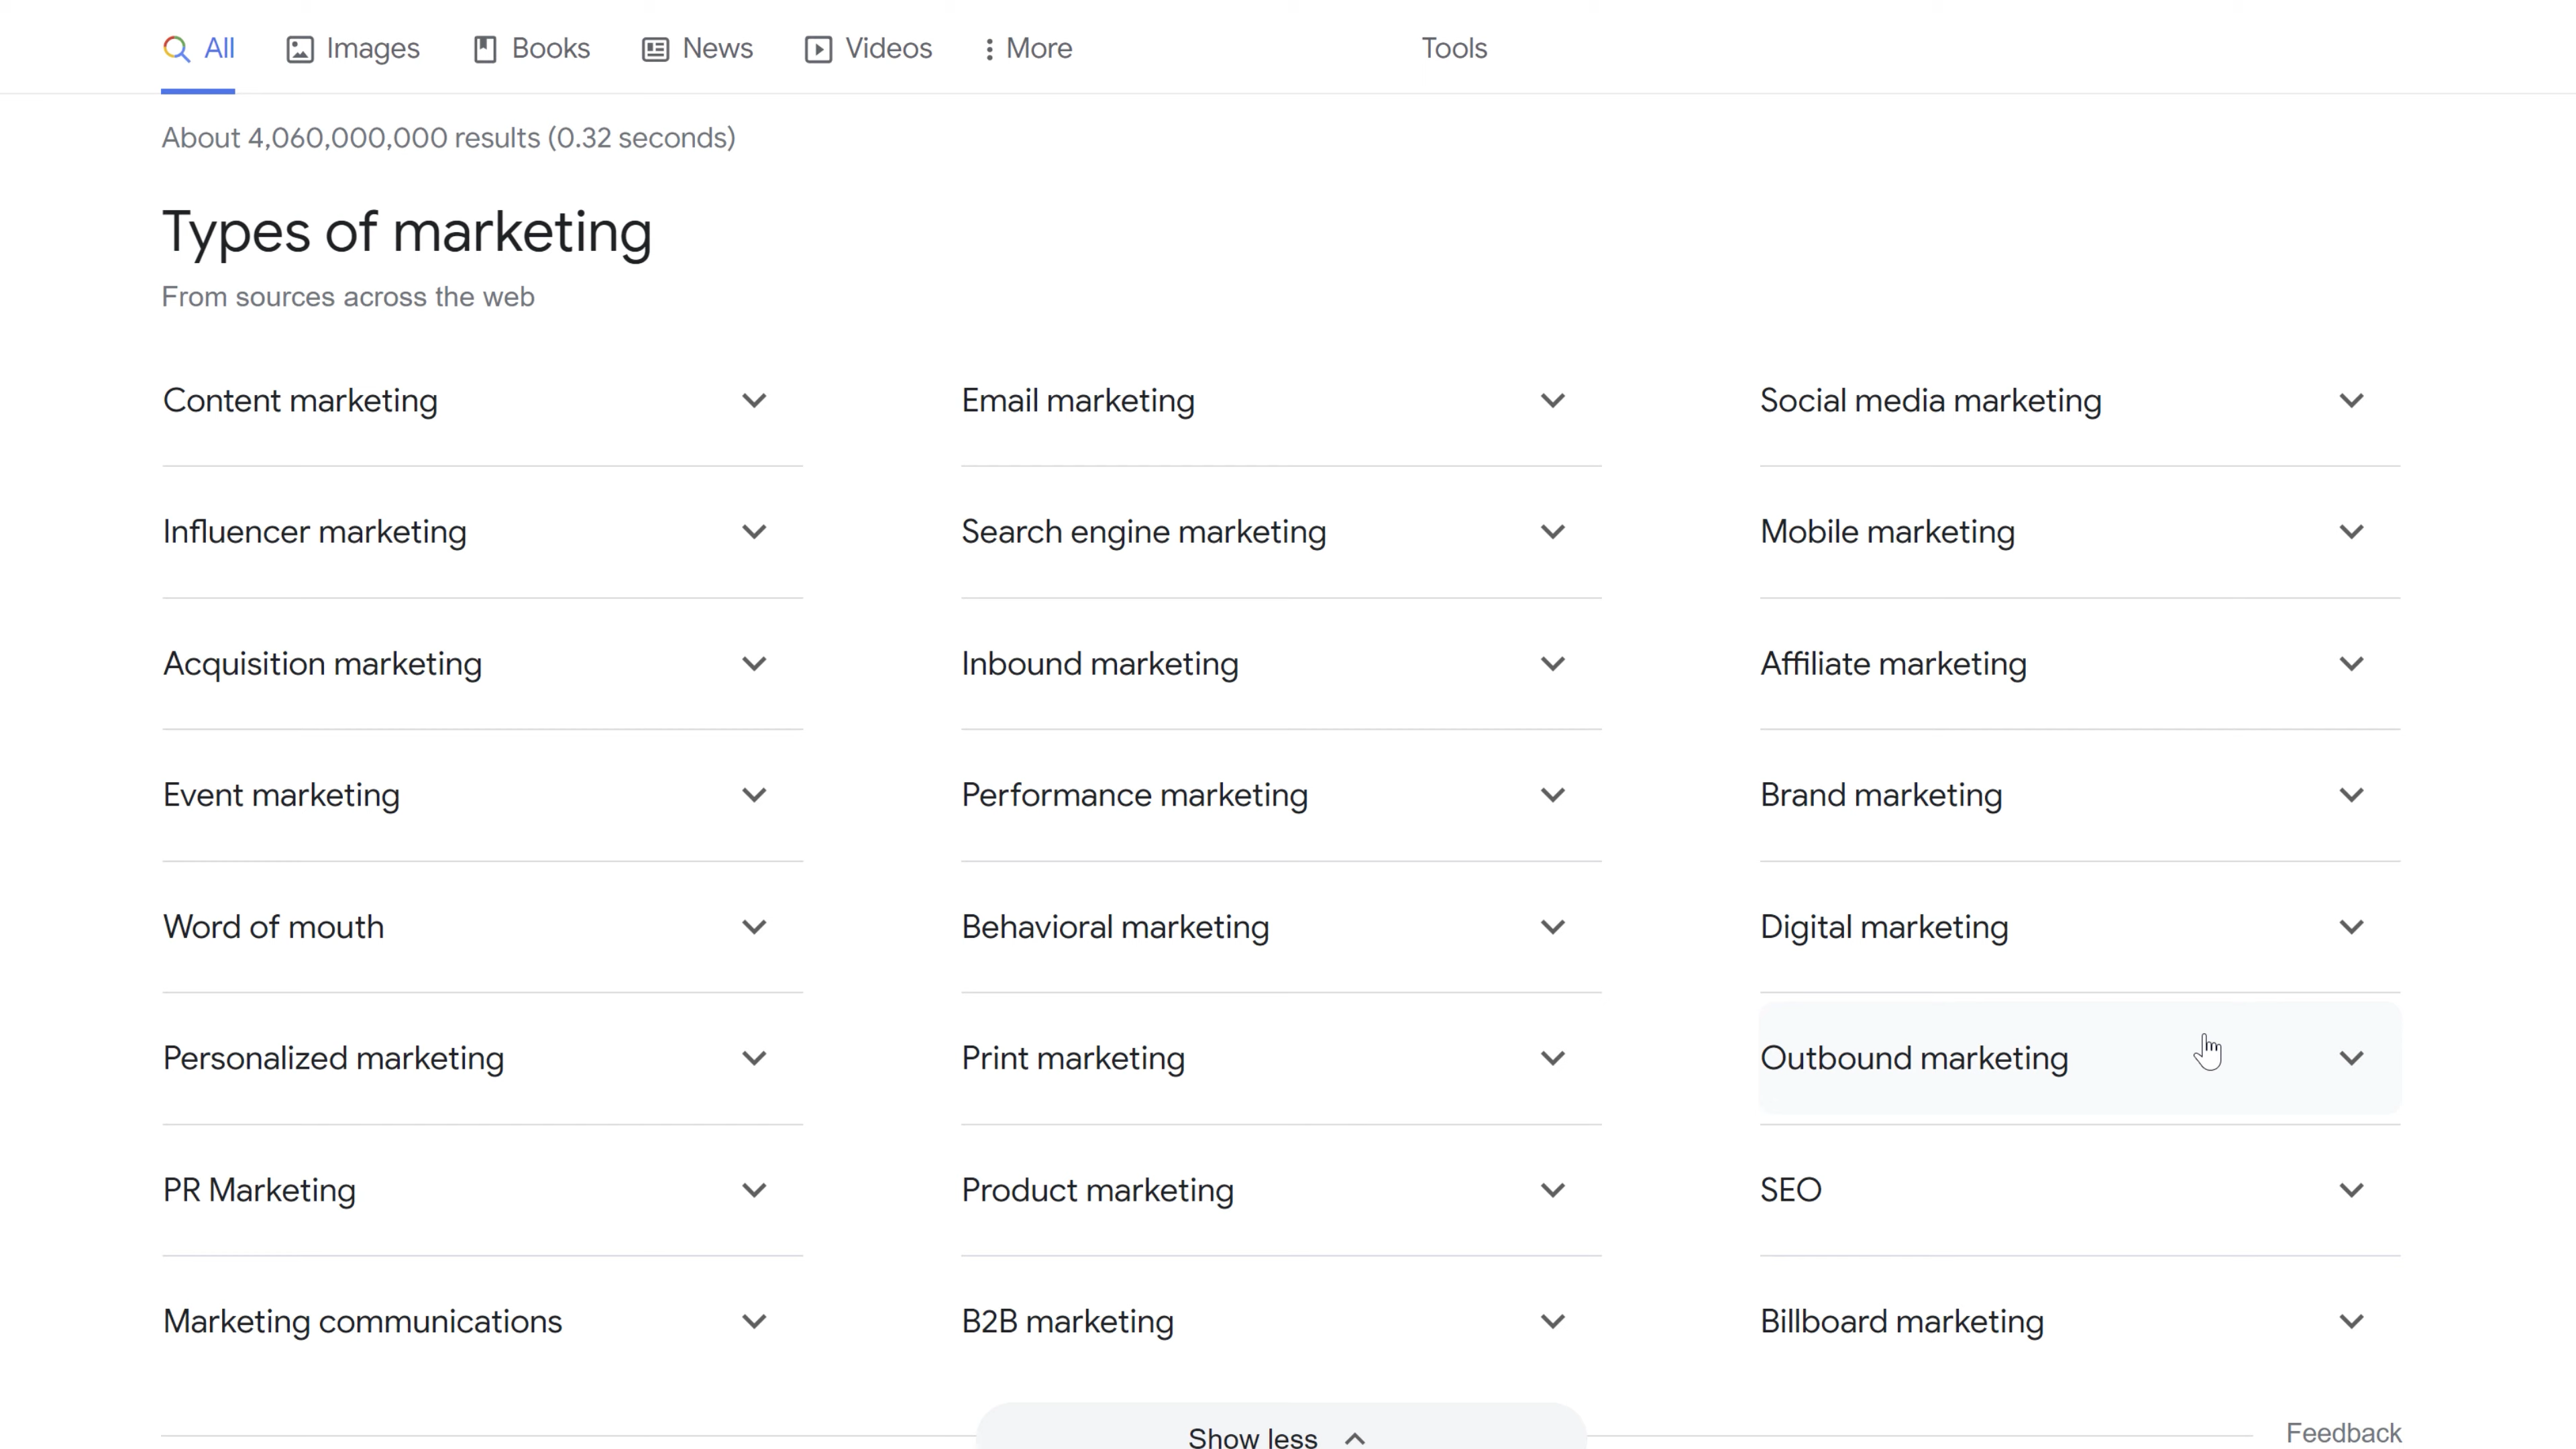 All Images Books News Videos More Tools
About 4,060,000,000 results (0.32 seconds)
Types of marketing
From sources across the web
Content marketing Email marketing Social media marketing
Influencer marketing Search engine marketing Mobile marketing
Acquisition marketing Inbound marketing Affiliate marketing
Event marketing Performance marketing Brand marketing
Word of mouth Behavioral marketing Digital marketing
Personalized marketing Print marketing Outbound marketing
PR Marketing Product marketing SEO
Marketing communications B2B marketing Billboard marketing
Show less Feedback